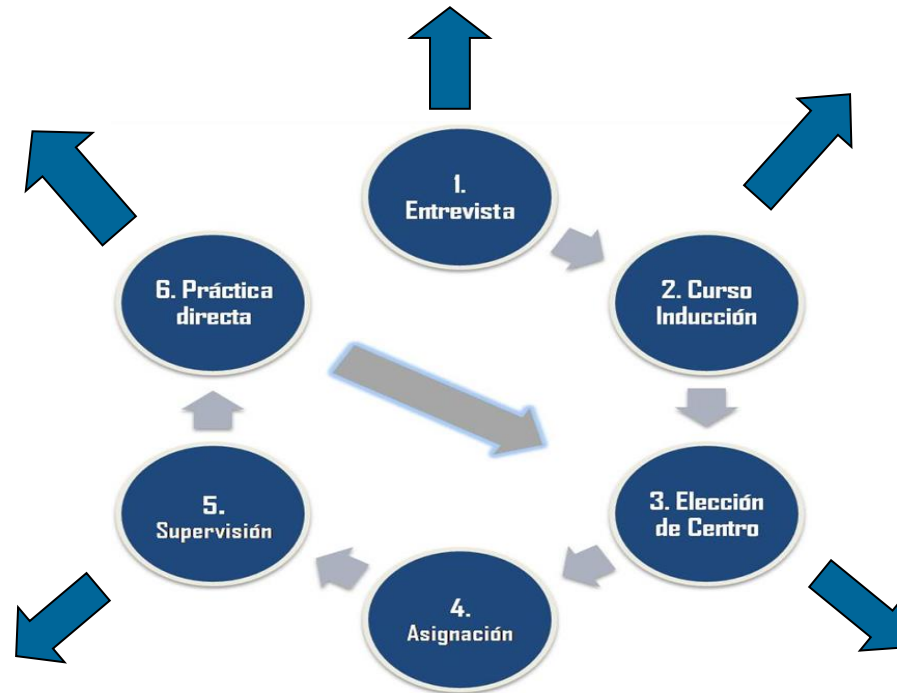 1.
Entrevista
2. Curso
Inducción
3. Elección
de Centro
4.
Asignación
5.
Supervisión
6. Práctica
directa